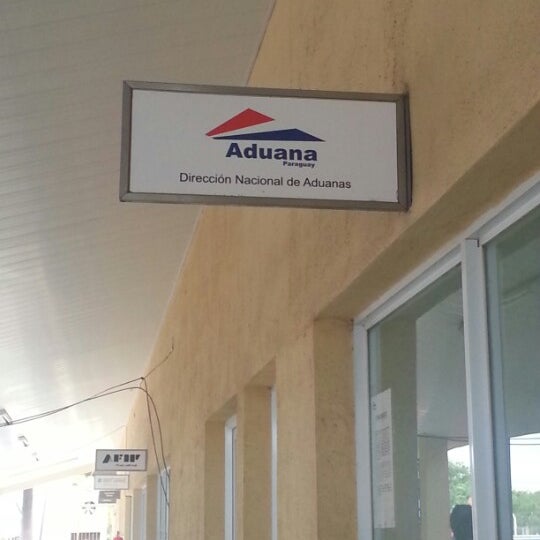 Aduana
Paraguay
Dirección Nacional de Aduanas
AFIP